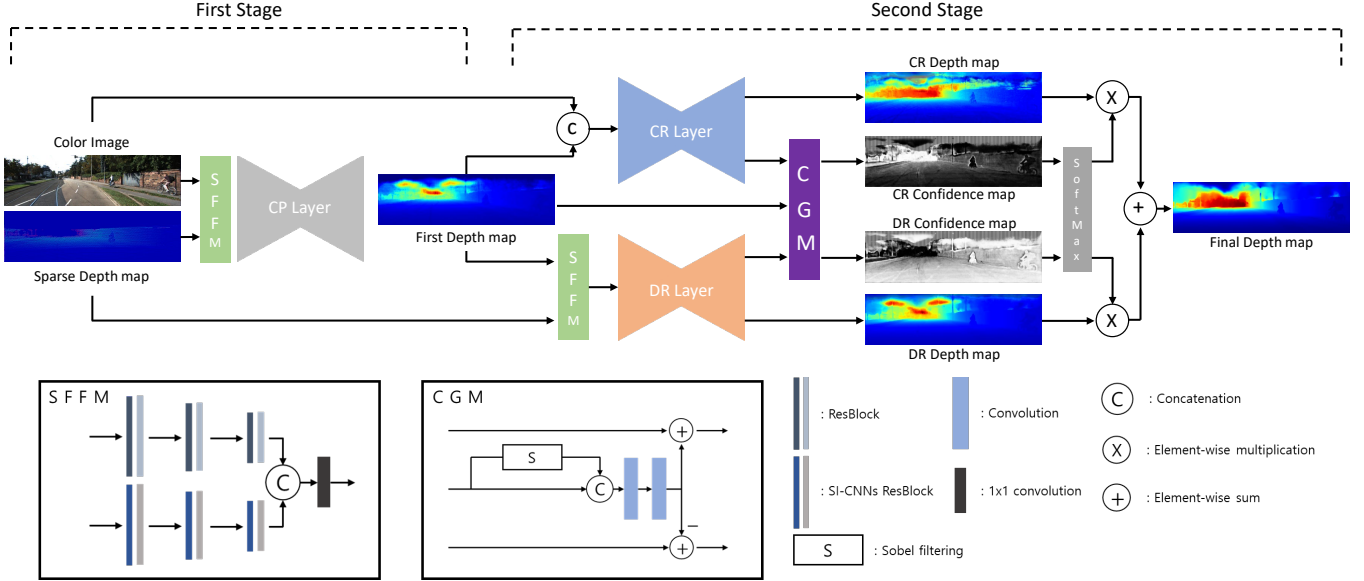 First Stage
Second Stage
Color Image
Sparse Depth map
S F F M
CP Layer
First Depth map
C
S F F M
CR Layer
DR Layer
C G M
CR Depth map
CR Confidence map
DR Confidence map
DR Depth map
S o f t M a x
X
X
+
Final Depth map
S F F M
C
C G M
S
C
+
+
−
: ResBlock
: SI-CNNs ResBlock
S : Sobel filtering
: Convolution
: 1x1 convolution
C : Concatenation
X : Element-wise multiplication
+ : Element-wise sum